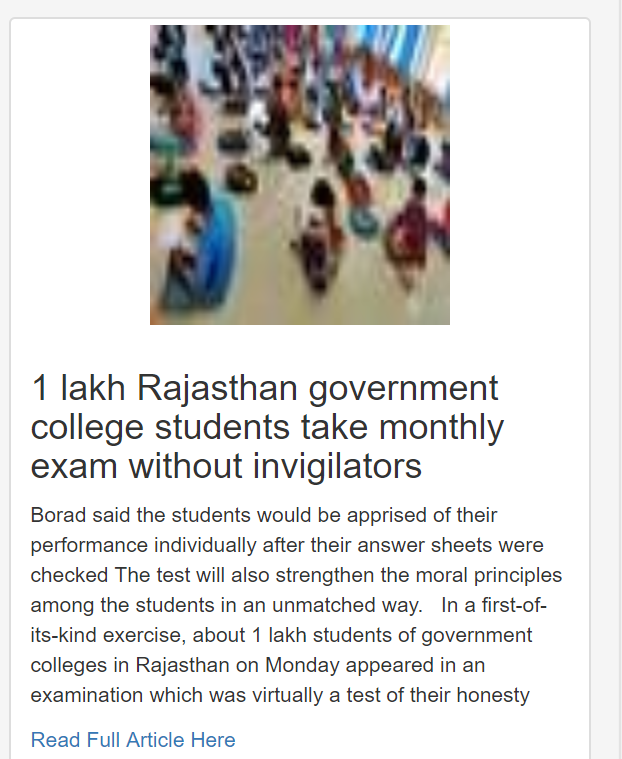 1 lakh Rajasthan government
college students take monthly
exam without invigilators
Borad said the students would be apprised of their
performance individually after their answer sheets were
checked The test will also strengthen the moral principles
among the students in an unmatched way.   In a first-of-
its-kind exercise, about 1 lakh students of government
colleges in Rajasthan on Monday appeared in an
examination which was virtually a test of their honesty
Read Full Article Here